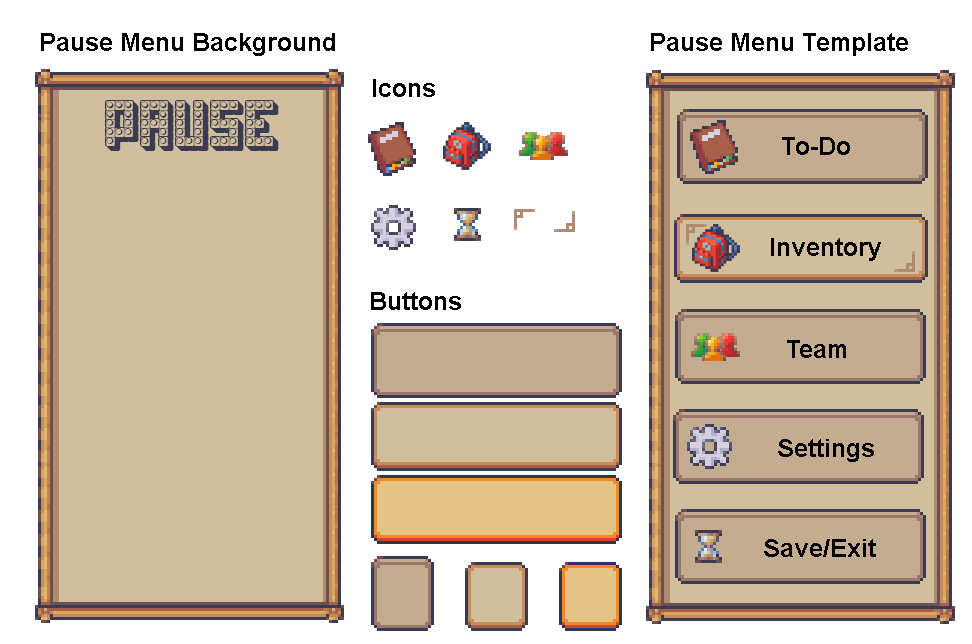 Pause Menu Background
PAUSE
Icons
Buttons
Pause Menu Template
To-Do
Inventory
Team
Settings
Save/Exit